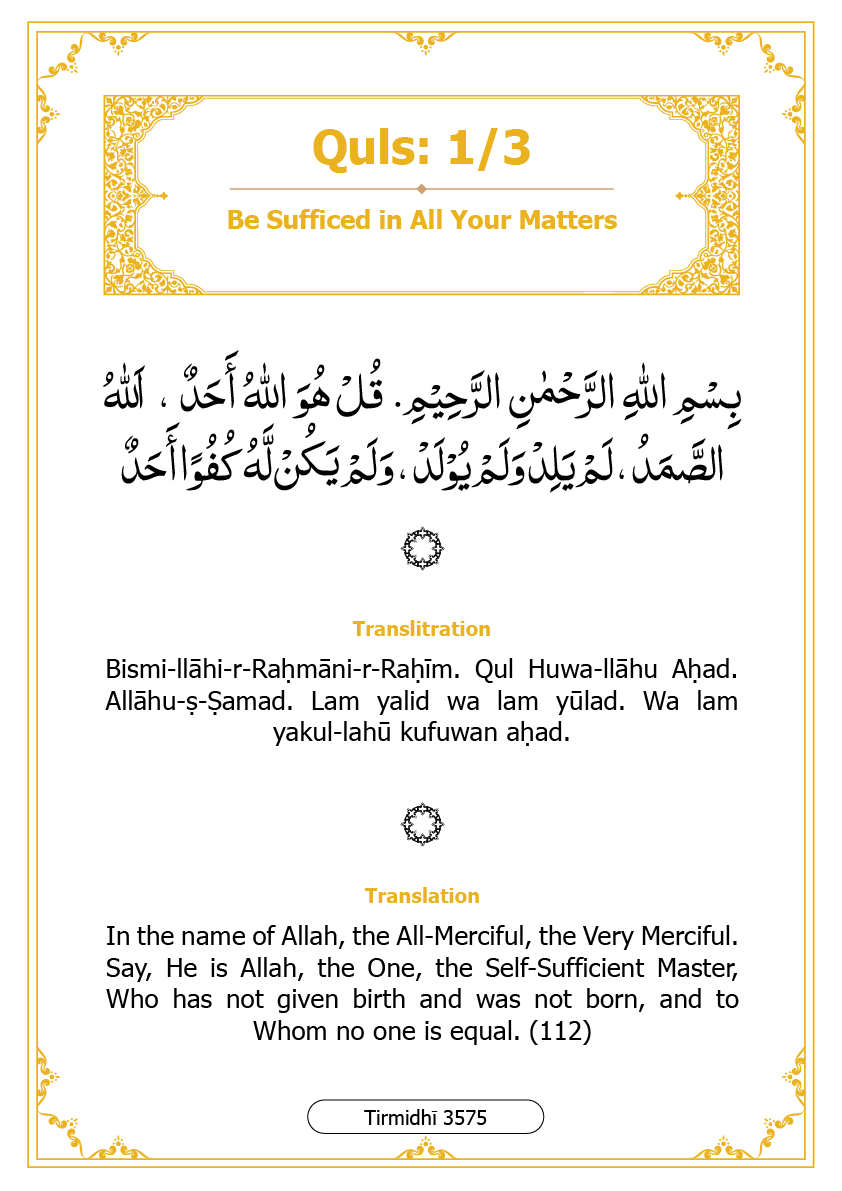 Quls: 1/3
Be Sufficed in All Your Matters
بِسْمِ اللهِ الرَّحْمٰنِ الرَّحِيْمِ. قُلْ هُوَ اللهُ أَحَدٌ ، اَللهُ
الصَّمَدُ، لَمْ يَلِدْ وَلَمْ يُوْلَدْ، وَلَمْ يَكُنْ لَّهُ كُفُوًا أَحَدٌ
Translitration
Bismi-llāhi-r-Raḥmāni-r-Raḥīm. Qul Huwa-llāhu Aḥad.
Allāhu-ṣ-Ṣamad. Lam yalid wa lam yūlad. Wa lam
yakul-lahū kufuwan aḥad.
Translation
In the name of Allah, the All-Merciful, the Very Merciful.
Say, He is Allah, the One, the Self-Sufficient Master,
Who has not given birth and was not born, and to
Whom no one is equal. (112)
Tirmidhī 3575